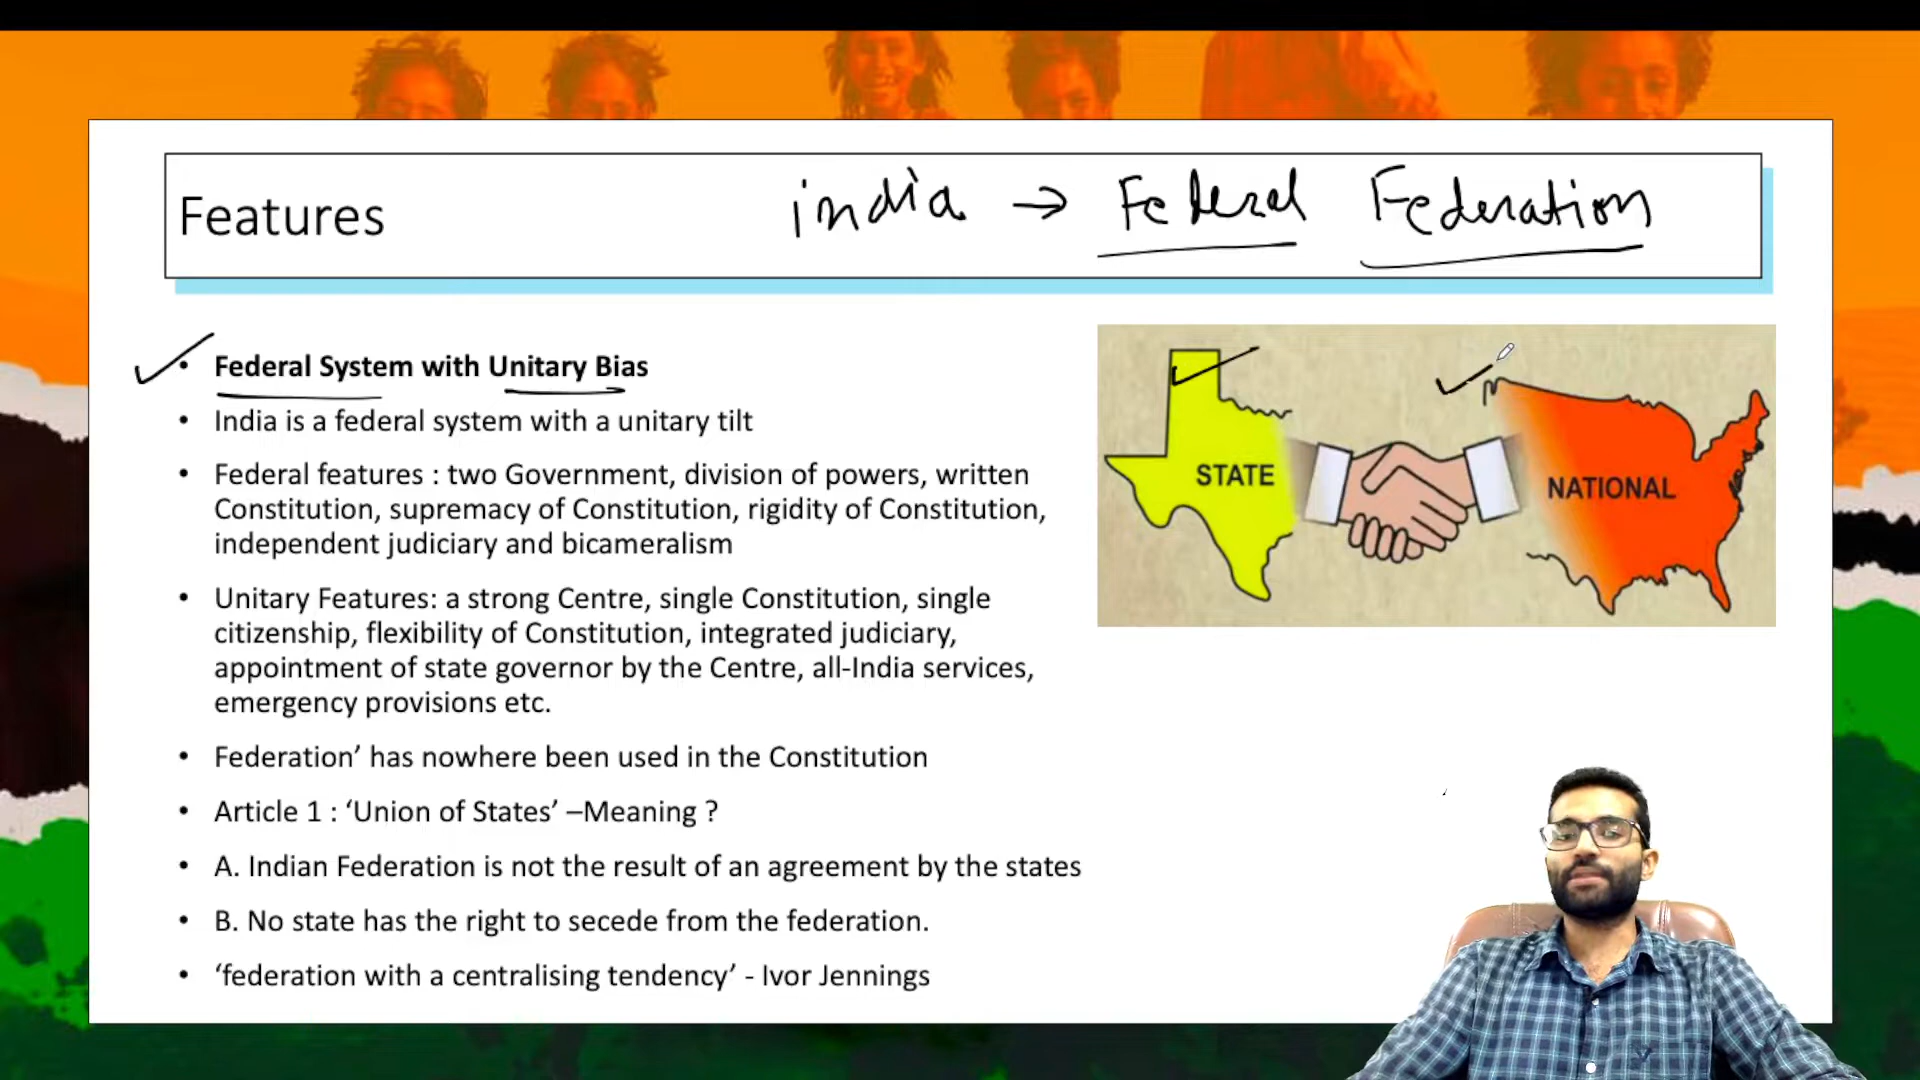 Features
india → Federal Federation
• Federal System with Unitary Bias
• India is a federal system with a unitary tilt
• Federal features : two Government, division of powers, written
Constitution, supremacy of Constitution, rigidity of Constitution,
independent judiciary and bicameralism
• Unitary Features: a strong Centre, single Constitution, single
citizenship, flexibility of Constitution, integrated judiciary,
appointment of state governor by the Centre, all-India services,
emergency provisions etc.
• Federation’ has nowhere been used in the Constitution
• Article 1 : ‘Union of States’ –Meaning ?
• A. Indian Federation is not the result of an agreement by the states
• B. No state has the right to secede from the federation.
• ‘federation with a centralising tendency’ - Ivor Jennings
STATE
NATIONAL